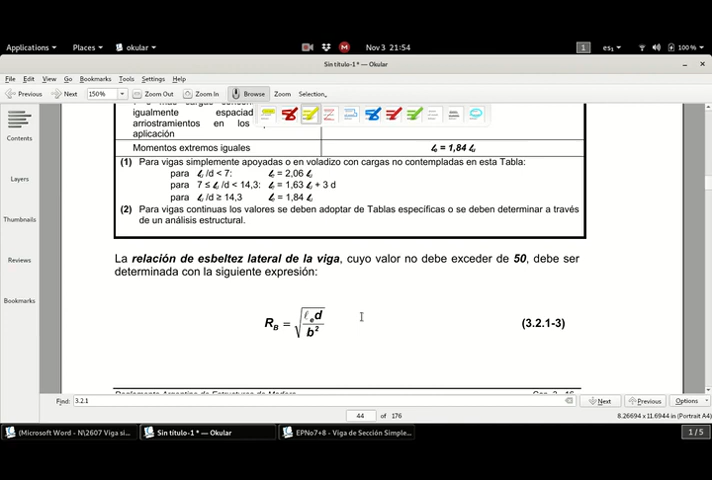 Applications Places okular Nov 3 21:54 1 es₁ 100 %
Sin título-1 * — Okular
File Edit View Go Bookmarks Tools Settings Help
Previous Next 150% Zoom Out Zoom In Browse Zoom Selection
Contents
Layers
Thumbnails
Reviews
Bookmarks
igualmente espaciad
arriostramientos en los
aplicación
Momentos extremos iguales ℓe = 1,84 ℓu
(1) Para vigas simplemente apoyadas o en voladizo con cargas no contempladas en esta Tabla:
para ℓu /d < 7: ℓe = 2,06 ℓu
para 7 ≤ ℓu /d < 14,3: ℓe = 1,63 ℓu + 3 d
para ℓu /d ≥ 14,3 ℓe = 1,84 ℓu
(2) Para vigas continuas los valores se deben adoptar de Tablas específicas o se deben determinar a través
de un análisis estructural.
La relación de esbeltez lateral de la viga, cuyo valor no debe exceder de 50, debe ser
determinada con la siguiente expresión:
R_B = √(ℓ_e d / b²) (3.2.1-3)
Find: 3.2.1 Next Previous Options
44 of 176
8.26694 x 11.6944 in (Portrait A4)
(Microsoft Word - N\2607 Viga si... Sin título-1 * — Okular EPNo7+8 - Viga de Sección Simple... 1 / 5